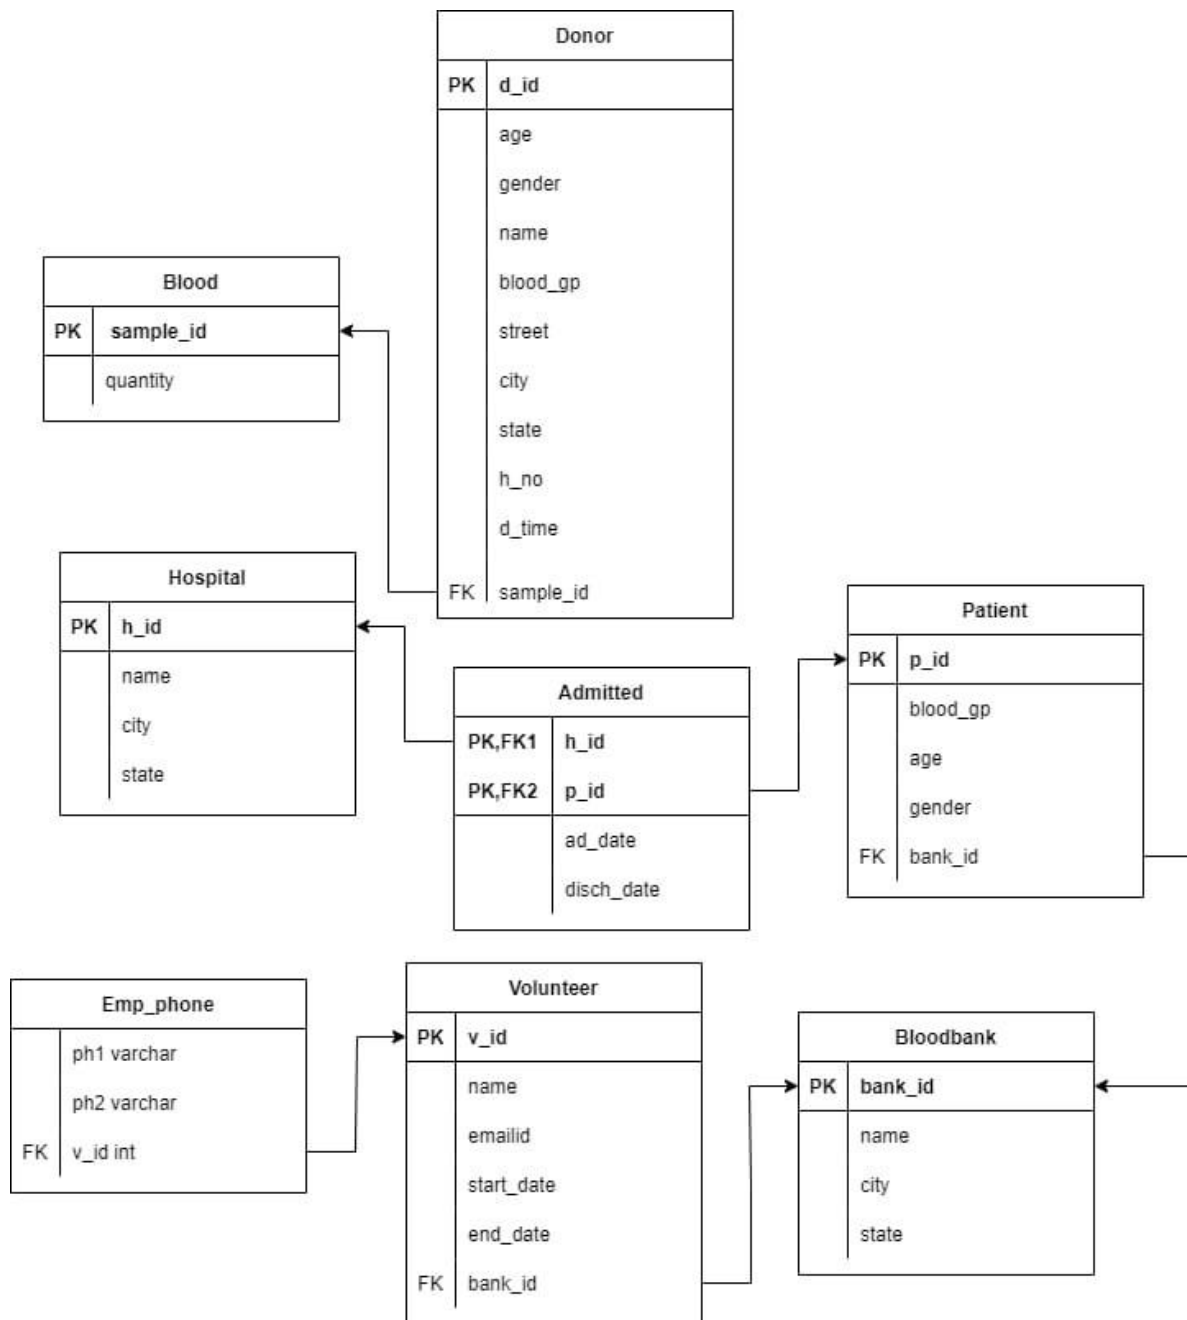 Donor
PK d_id
age
gender
name
blood_gp
street
city
state
h_no
d_time
FK sample_id
Blood
PK sample_id
quantity
Hospital
PK h_id
name
city
state
Admitted
PK,FK1 h_id
PK,FK2 p_id
ad_date
disch_date
Patient
PK p_id
blood_gp
age
gender
FK bank_id
Emp_phone
ph1 varchar
ph2 varchar
FK v_id int
Volunteer
PK v_id
name
emailid
start_date
end_date
FK bank_id
Bloodbank
PK bank_id
name
city
state